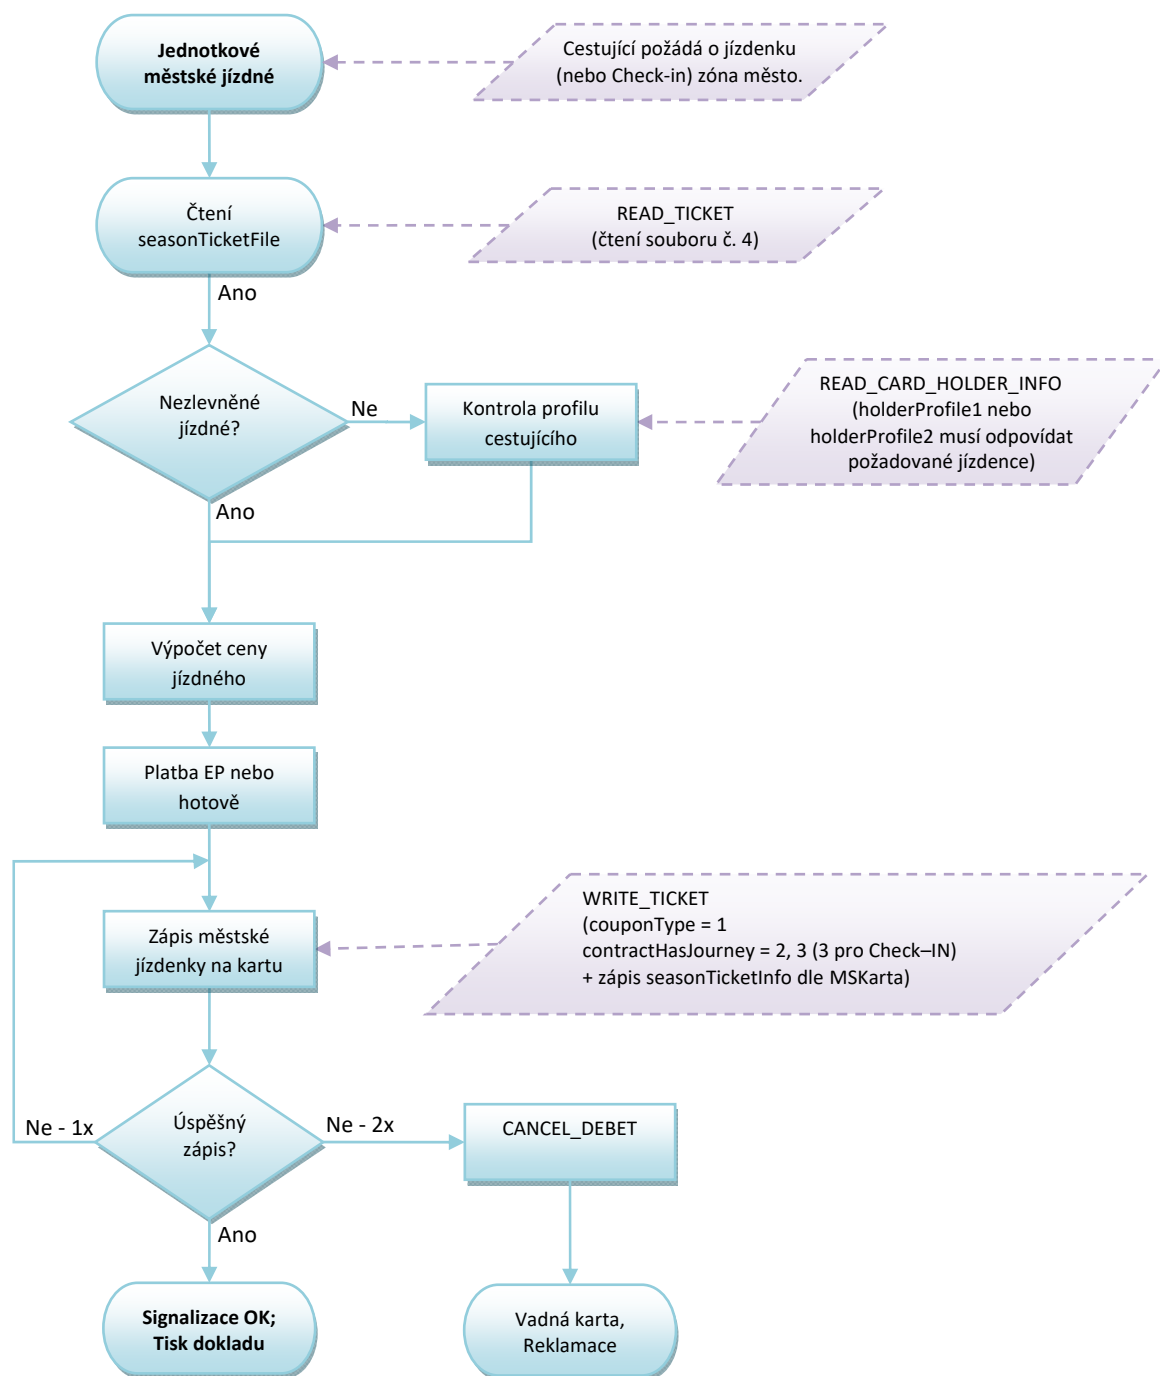 Jednotkové
městské jízdné
Cestující požádá o jízdenku
(nebo Check-in) zóna město.
Čtení
seasonTicketFile
READ_TICKET
(čtení souboru č. 4)
Ano
Nezlevněné
jízdné?
Ne
Kontrola profilu
cestujícího
READ_CARD_HOLDER_INFO
(holderProfile1 nebo
holderProfile2 musí odpovídat
požadované jízdence)
Ano
Výpočet ceny
jízdného
Platba EP nebo
hotově
Zápis městské
jízdenky na kartu
WRITE_TICKET
(couponType = 1
contractHasJourney = 2, 3 (3 pro Check–IN)
+ zápis seasonTicketInfo dle MSKarta)
Ne - 1x
Úspěšný
zápis?
Ne - 2x
CANCEL_DEBET
Ano
Signalizace OK;
Tisk dokladu
Vadná karta,
Reklamace